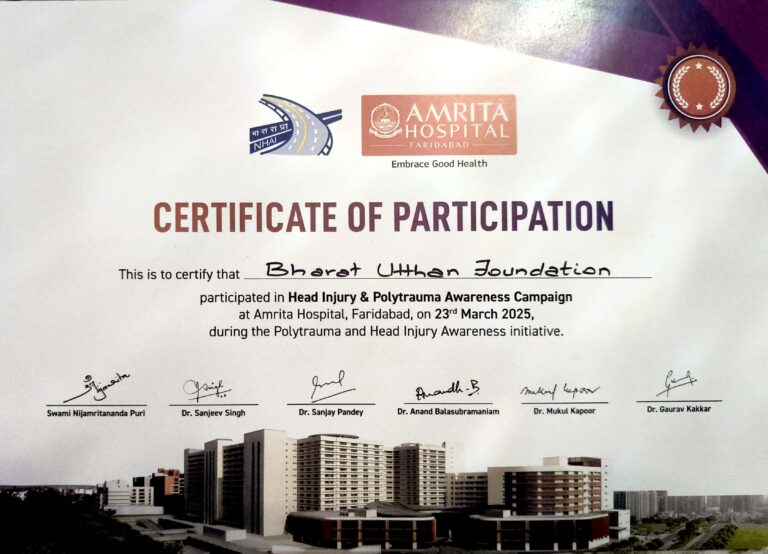 भा रा रा प्रा
NHAI
AMRITA
HOSPITAL
FARIDABAD
Embrace Good Health
CERTIFICATE OF PARTICIPATION
This is to certify that Bharat Utthan Foundation
participated in Head Injury & Polytrauma Awareness Campaign
at Amrita Hospital, Faridabad, on 23rd March 2025,
during the Polytrauma and Head Injury Awareness initiative.
Anandh-B Mukul Kapoor
Swami Nijamritananda Puri Dr. Sanjeev Singh Dr. Sanjay Pandey Dr. Anand Balasubramaniam Dr. Mukul Kapoor Dr. Gaurav Kakkar